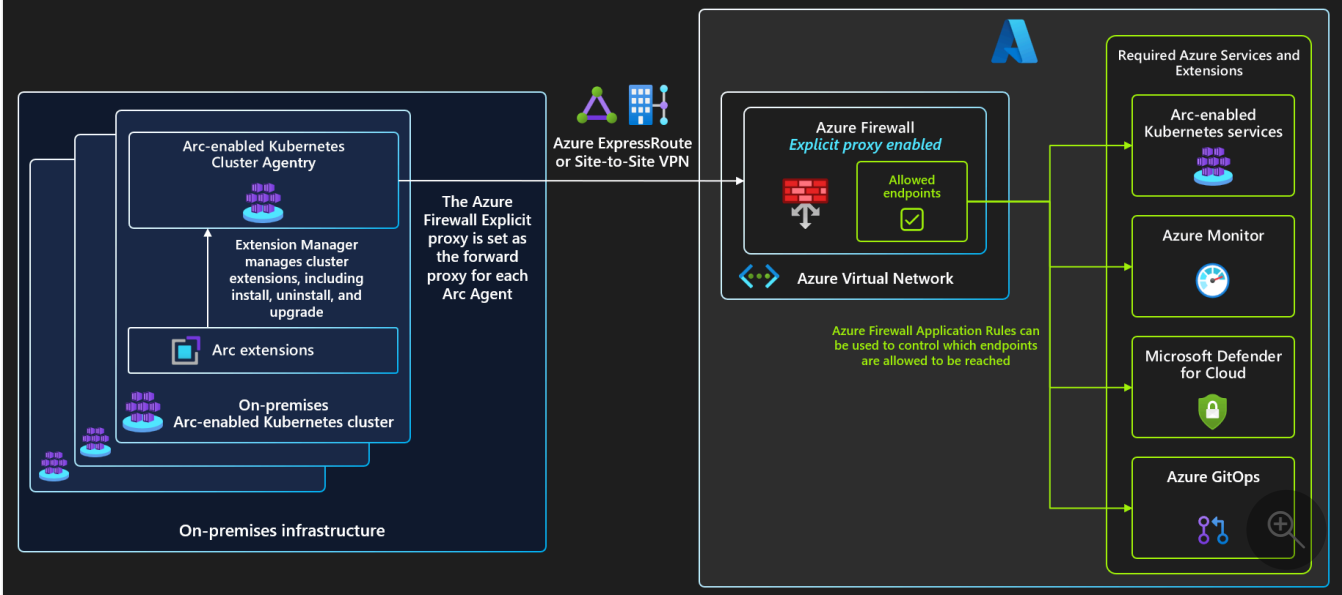 Arc-enabled Kubernetes
Cluster Agentry
Extension Manager
manages cluster
extensions, including
install, uninstall, and
upgrade
Arc extensions
On-premises
Arc-enabled Kubernetes cluster
On-premises infrastructure
The Azure
Firewall Explicit
proxy is set as
the forward
proxy for each
Arc Agent
Azure ExpressRoute
or Site-to-Site VPN
Azure Firewall
Explicit proxy enabled
Allowed
endpoints
Azure Virtual Network
Azure Firewall Application Rules can
be used to control which endpoints
are allowed to be reached
Required Azure Services and
Extensions
Arc-enabled
Kubernetes services
Azure Monitor
Microsoft Defender
for Cloud
Azure GitOps